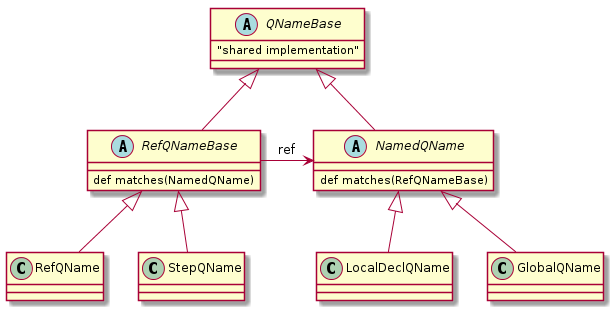 A QNameBase
"shared implementation"
A RefQNameBase
def matches(NamedQName)
ref
A NamedQName
def matches(RefQNameBase)
C RefQName
C StepQName
C LocalDeclQName
C GlobalQName